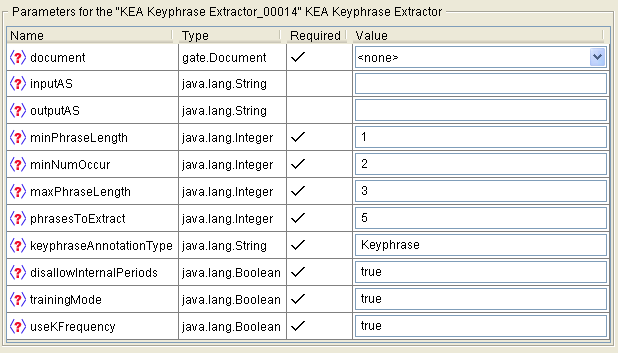 Parameters for the "KEA Keyphrase Extractor_00014" KEA Keyphrase Extractor
Name Type Required Value
document gate.Document ✓ <none>
inputAS java.lang.String
outputAS java.lang.String
minPhraseLength java.lang.Integer ✓ 1
minNumOccur java.lang.Integer ✓ 2
maxPhraseLength java.lang.Integer ✓ 3
phrasesToExtract java.lang.Integer ✓ 5
keyphraseAnnotationType java.lang.String ✓ Keyphrase
disallowInternalPeriods java.lang.Boolean ✓ true
trainingMode java.lang.Boolean ✓ true
useKFrequency java.lang.Boolean ✓ true